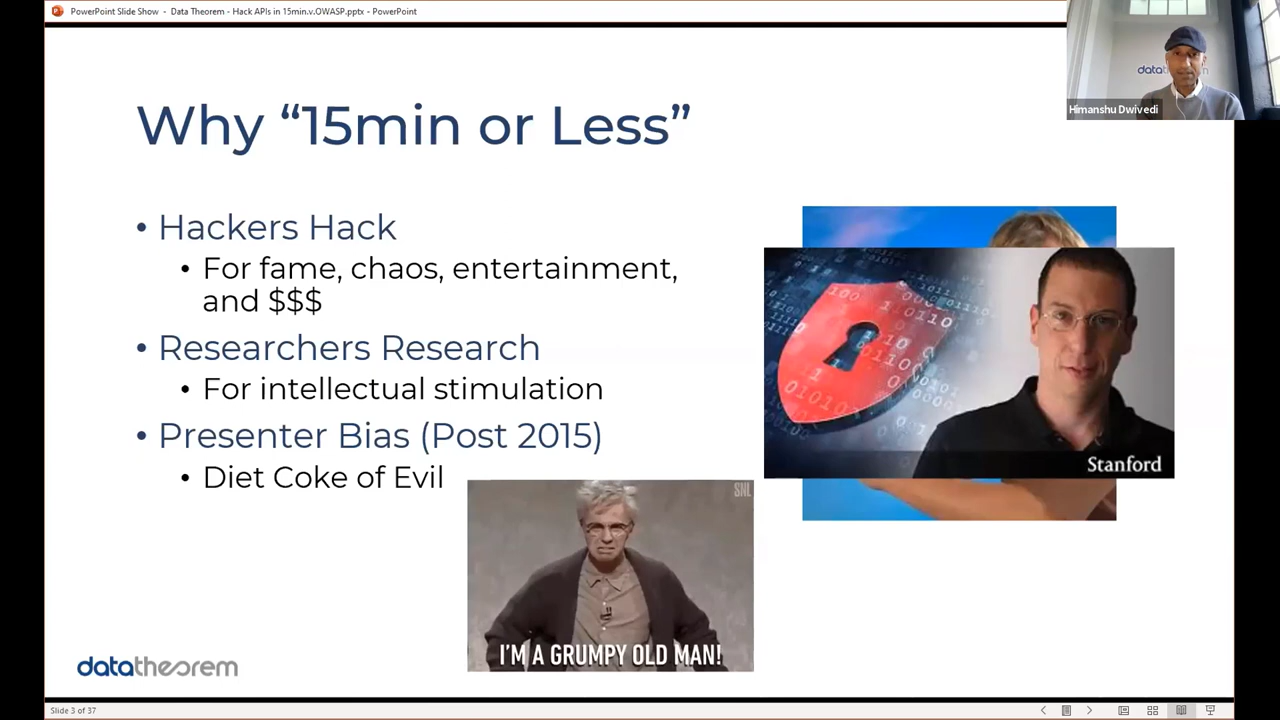 PowerPoint Slide Show - Data Theorem - Hack APIs in 15min.v.OWASP.pptx - PowerPoint
Himanshu Dwivedi
Why “15min or Less”
• Hackers Hack
• For fame, chaos, entertainment,
and $$$
• Researchers Research
• For intellectual stimulation
• Presenter Bias (Post 2015)
• Diet Coke of Evil
Stanford
SNL
I'M A GRUMPY OLD MAN!
datatheorem
Slide 3 of 37